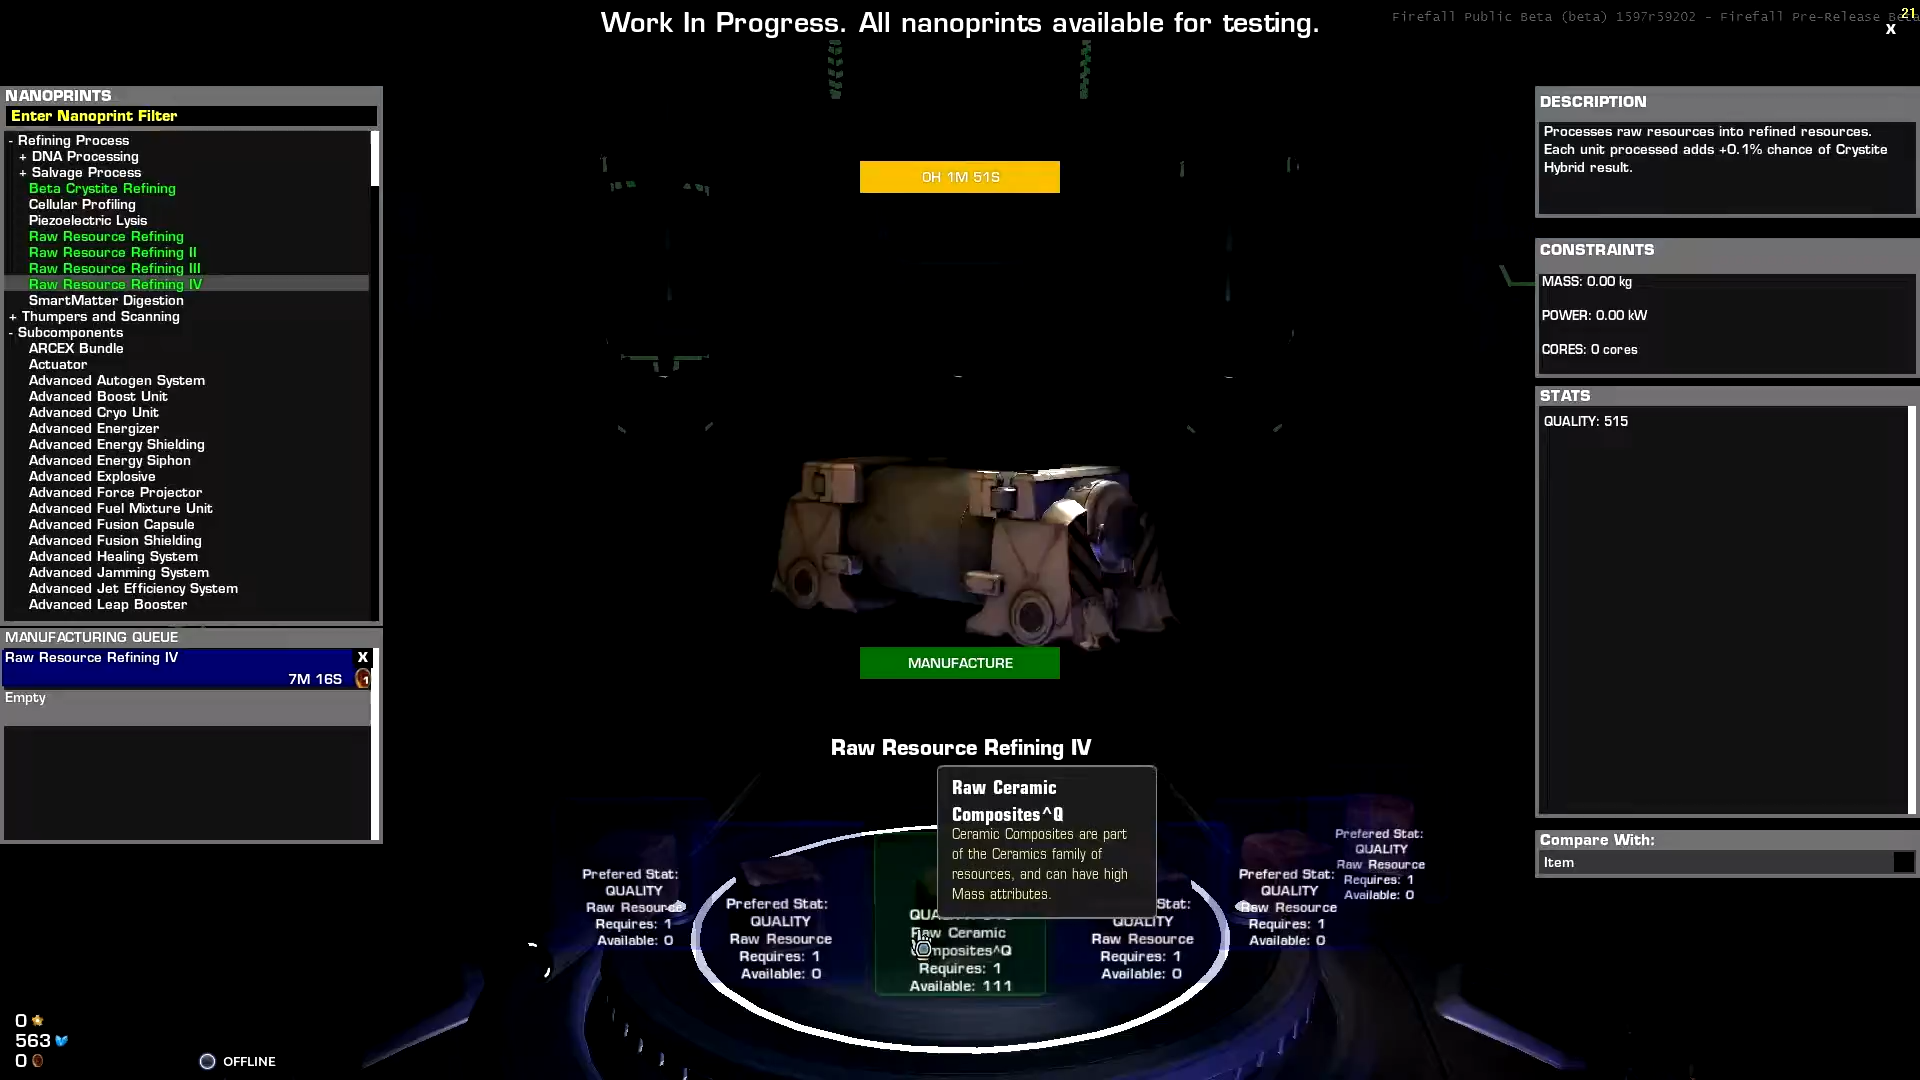 Work In Progress. All nanoprints available for testing.
Firefall Public Beta (beta) 1597r59202 - Firefall Pre-Release
21
X
NANOPRINTS
Enter Nanoprint Filter
- Refining Process
+ DNA Processing
+ Salvage Process
Beta Crystite Refining
Cellular Profiling
Piezoelectric Lysis
Raw Resource Refining
Raw Resource Refining II
Raw Resource Refining III
Raw Resource Refining IV
SmartMatter Digestion
+ Thumpers and Scanning
- Subcomponents
ARCEX Bundle
Actuator
Advanced Autogen System
Advanced Boost Unit
Advanced Cryo Unit
Advanced Energizer
Advanced Energy Shielding
Advanced Energy Siphon
Advanced Explosive
Advanced Force Projector
Advanced Fuel Mixture Unit
Advanced Fusion Capsule
Advanced Fusion Shielding
Advanced Healing System
Advanced Jamming System
Advanced Jet Efficiency System
Advanced Leap Booster
MANUFACTURING QUEUE
Raw Resource Refining IV
X
7M 16S
1
Empty
0H 1M 51S
MANUFACTURE
Raw Resource Refining IV
Raw Ceramic
Composites^Q
Ceramic Composites are part
of the Ceramics family of
resources, and can have high
Mass attributes.
Prefered Stat:
QUALITY
Raw Resource
Requires: 1
Available: 0
Prefered Stat:
QUALITY
Raw Resource
Requires: 1
Available: 0
Raw Ceramic
Requires: 1
Available: 111
Stat:
QUALITY
Raw Resource
Requires: 1
Available: 0
Prefered Stat:
QUALITY
Raw Resource
Requires: 1
Available: 0
Prefered Stat:
QUALITY
Raw Resource
Requires: 1
Available: 0
DESCRIPTION
Processes raw resources into refined resources.
Each unit processed adds +0.1% chance of Crystite
Hybrid result.
CONSTRAINTS
MASS: 0.00 kg
POWER: 0.00 kW
CORES: 0 cores
STATS
QUALITY: 515
Compare With:
Item
0
563
0
OFFLINE